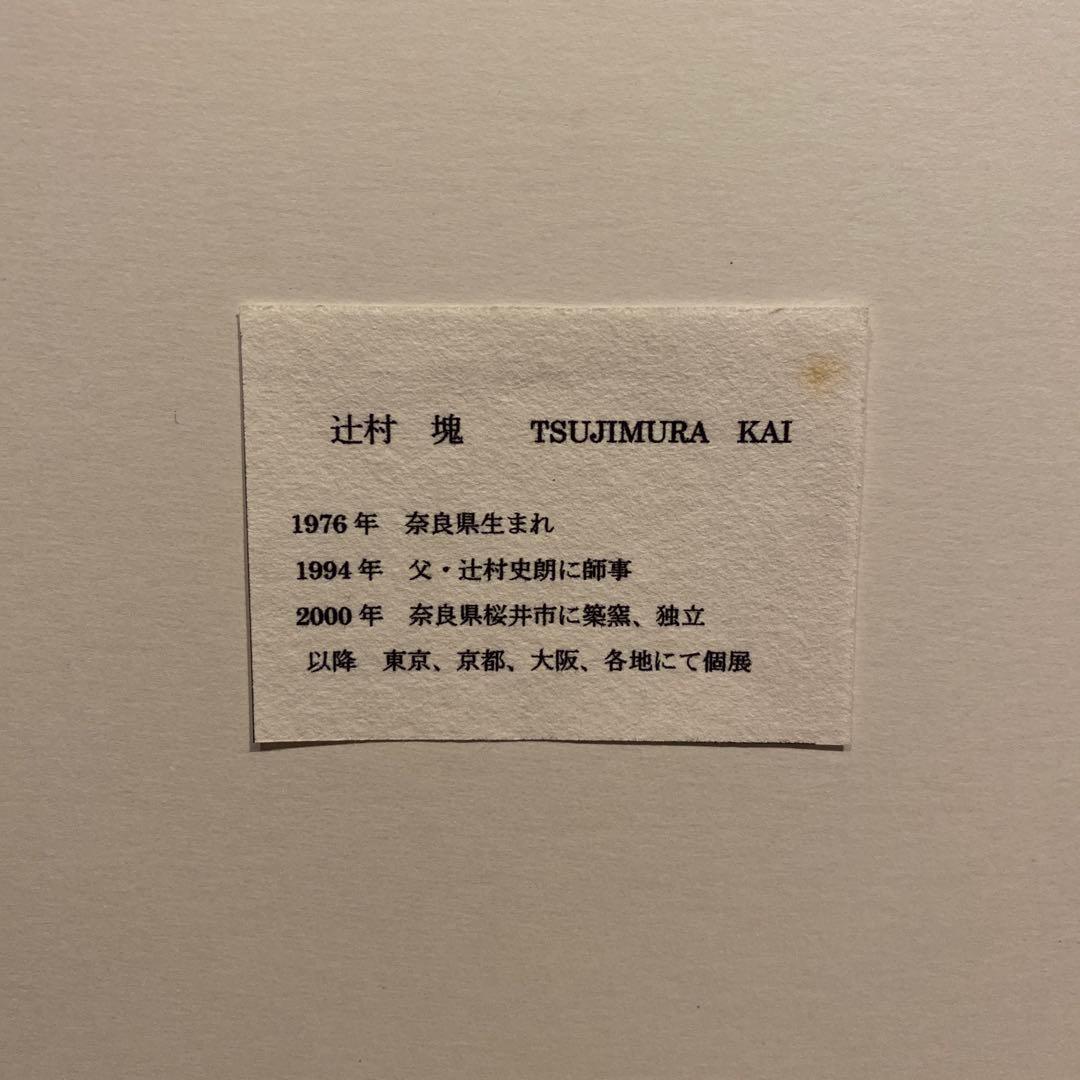 辻村　塊　　TSUJIMURA　KAI
1976 年　奈良県生まれ
1994 年　父・辻村史朗に師事
2000 年　奈良県桜井市に築窯、独立
以降　東京、京都、大阪、各地にて個展